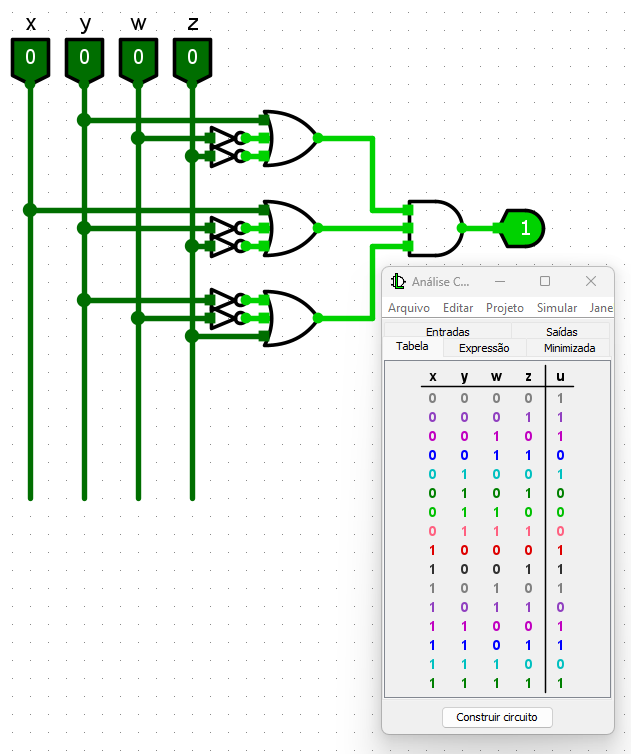 x y w z
0 0 0 0
1
Análise C...
Arquivo Editar Projeto Simular Jane
Entradas Saídas
Tabela Expressão Minimizada
x y w z u
0 0 0 0 1
0 0 0 1 1
0 0 1 0 1
0 0 1 1 0
0 1 0 0 1
0 1 0 1 0
0 1 1 0 0
0 1 1 1 0
1 0 0 0 1
1 0 0 1 1
1 0 1 0 1
1 0 1 1 0
1 1 0 0 1
1 1 0 1 1
1 1 1 0 0
1 1 1 1 1
Construir circuito